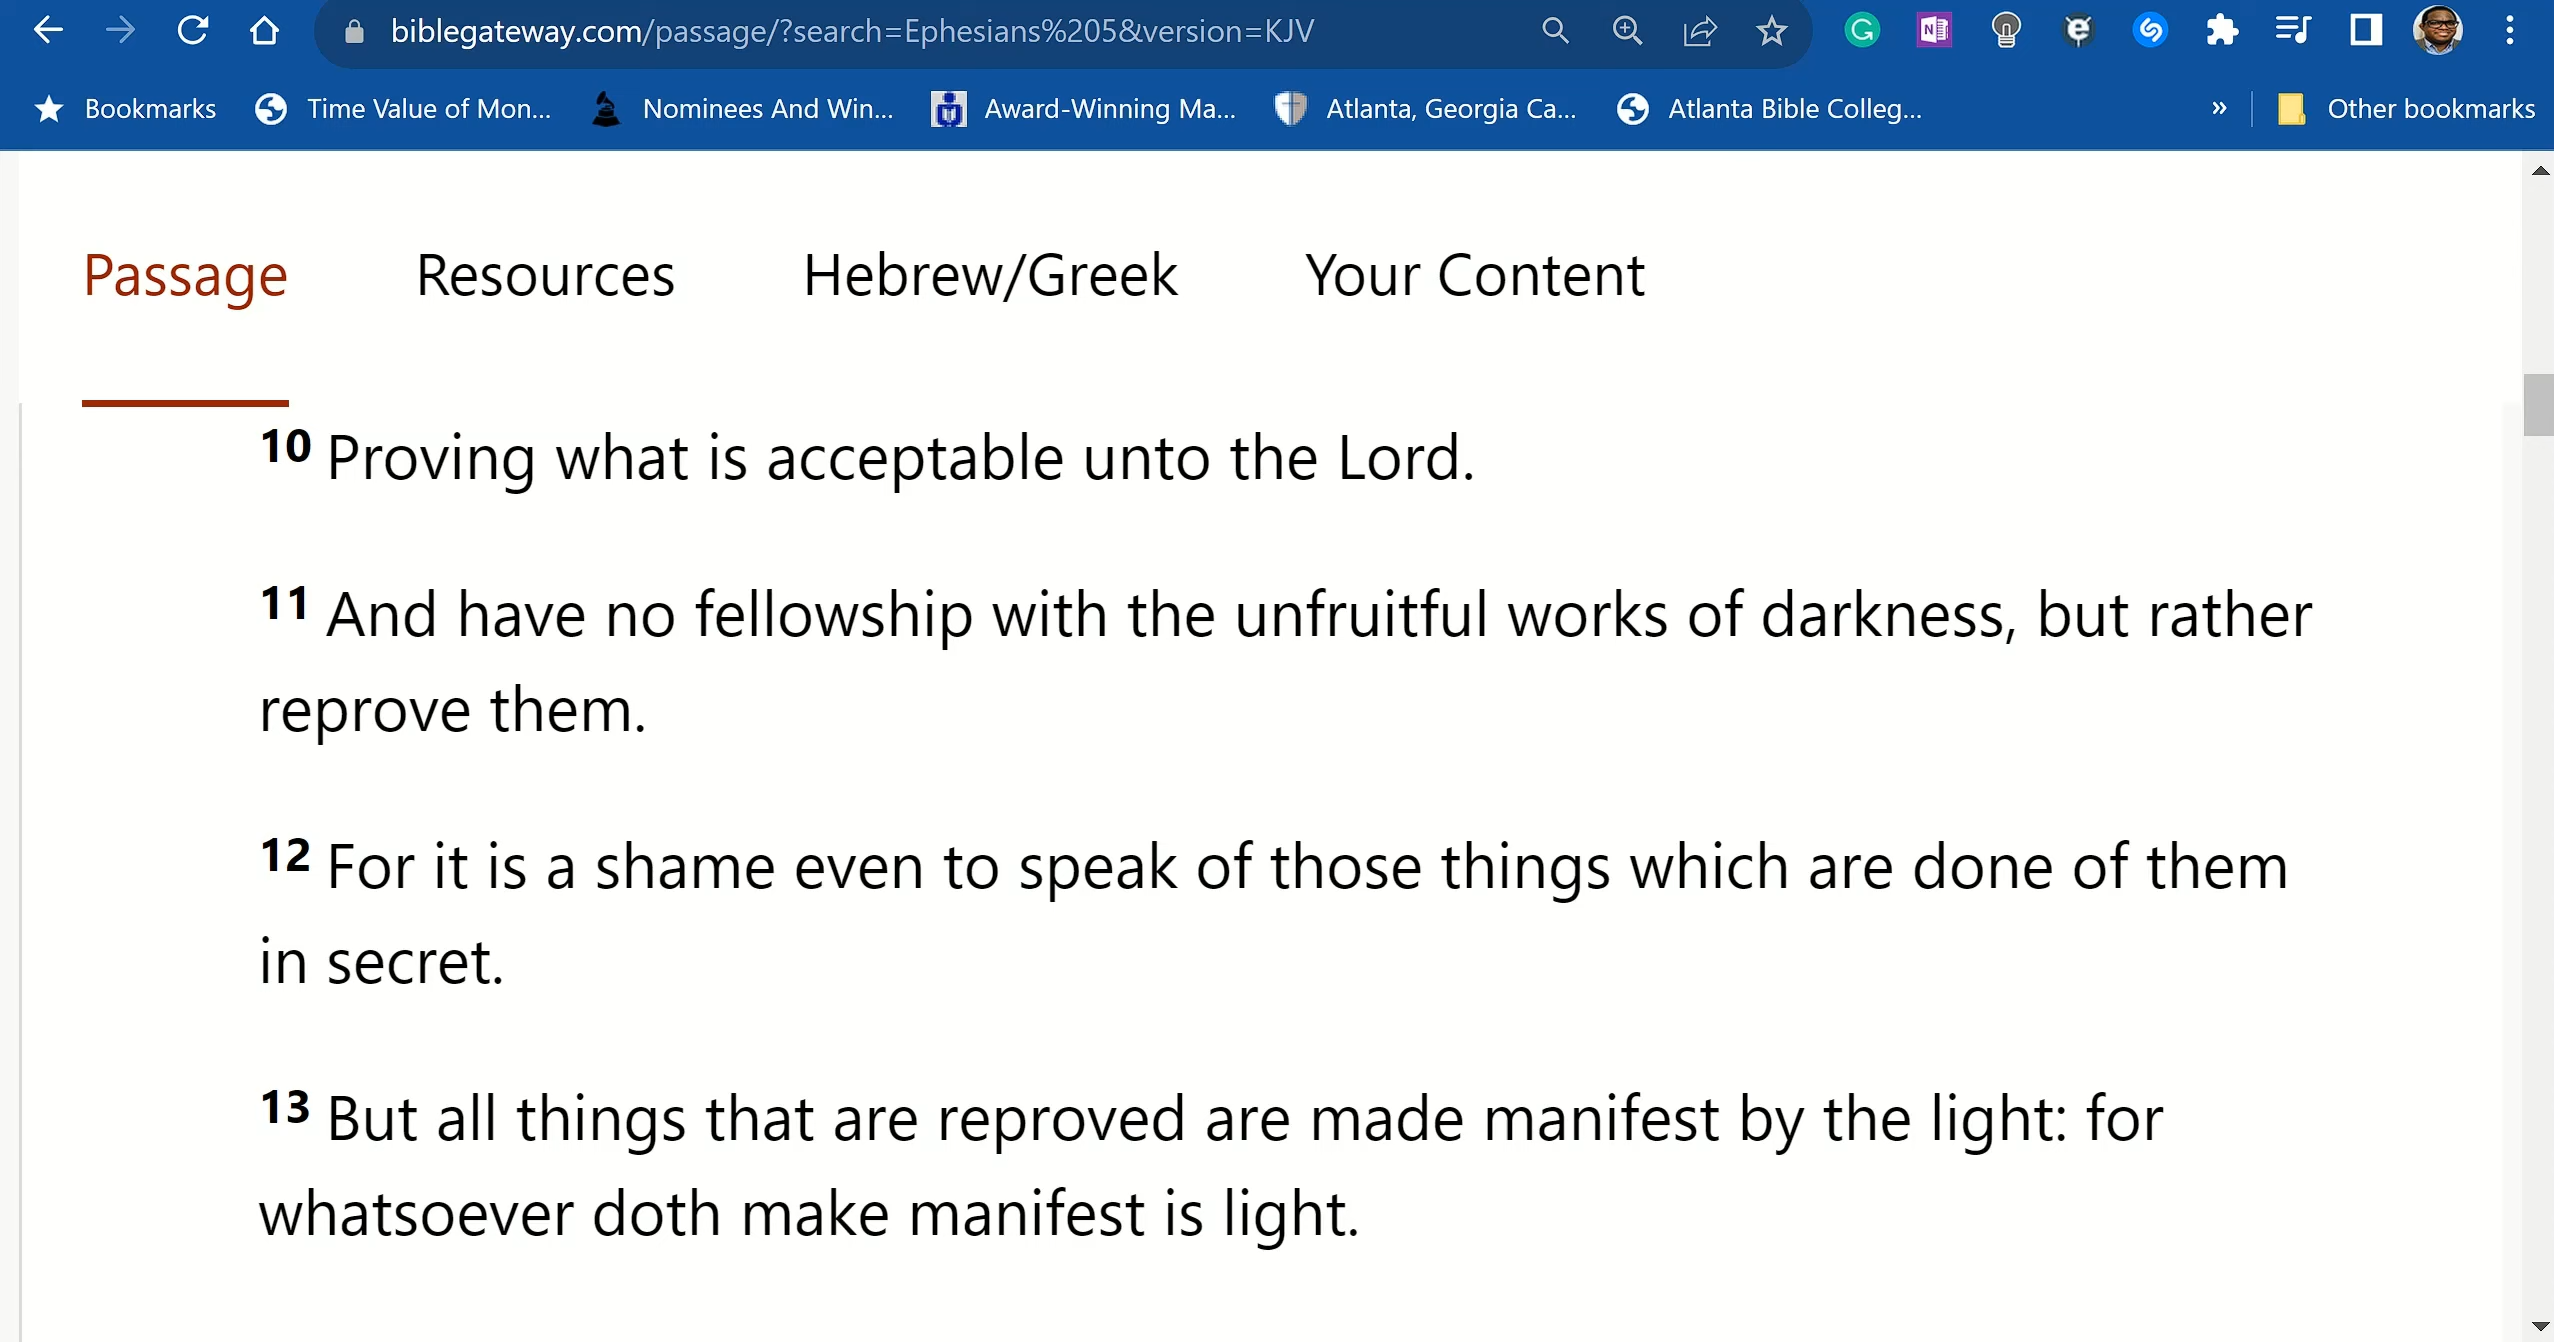 biblegateway.com/passage/?search=Ephesians%205&version=KJV
Bookmarks Time Value of Mon... Nominees And Win... Award-Winning Ma... Atlanta, Georgia Ca... Atlanta Bible Colleg... » Other bookmarks
Passage Resources Hebrew/Greek Your Content
10 Proving what is acceptable unto the Lord.
11 And have no fellowship with the unfruitful works of darkness, but rather
reprove them.
12 For it is a shame even to speak of those things which are done of them
in secret.
13 But all things that are reproved are made manifest by the light: for
whatsoever doth make manifest is light.